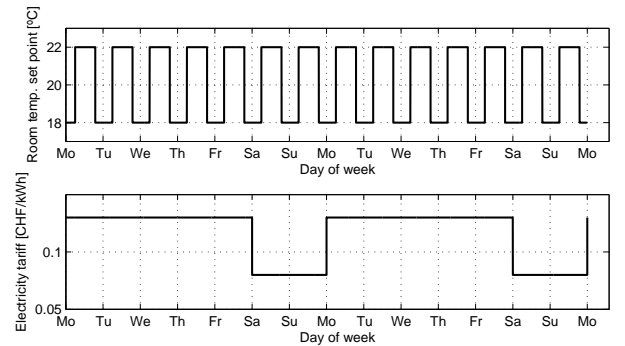 Room temp. set point [ºC]
22
20
18
Mo Tu We Th Fr Sa Su Mo Tu We Th Fr Sa Su Mo
Day of week
Electricity tariff [CHF/kWh]
0.1
0.05
Mo Tu We Th Fr Sa Su Mo Tu We Th Fr Sa Su Mo
Day of week